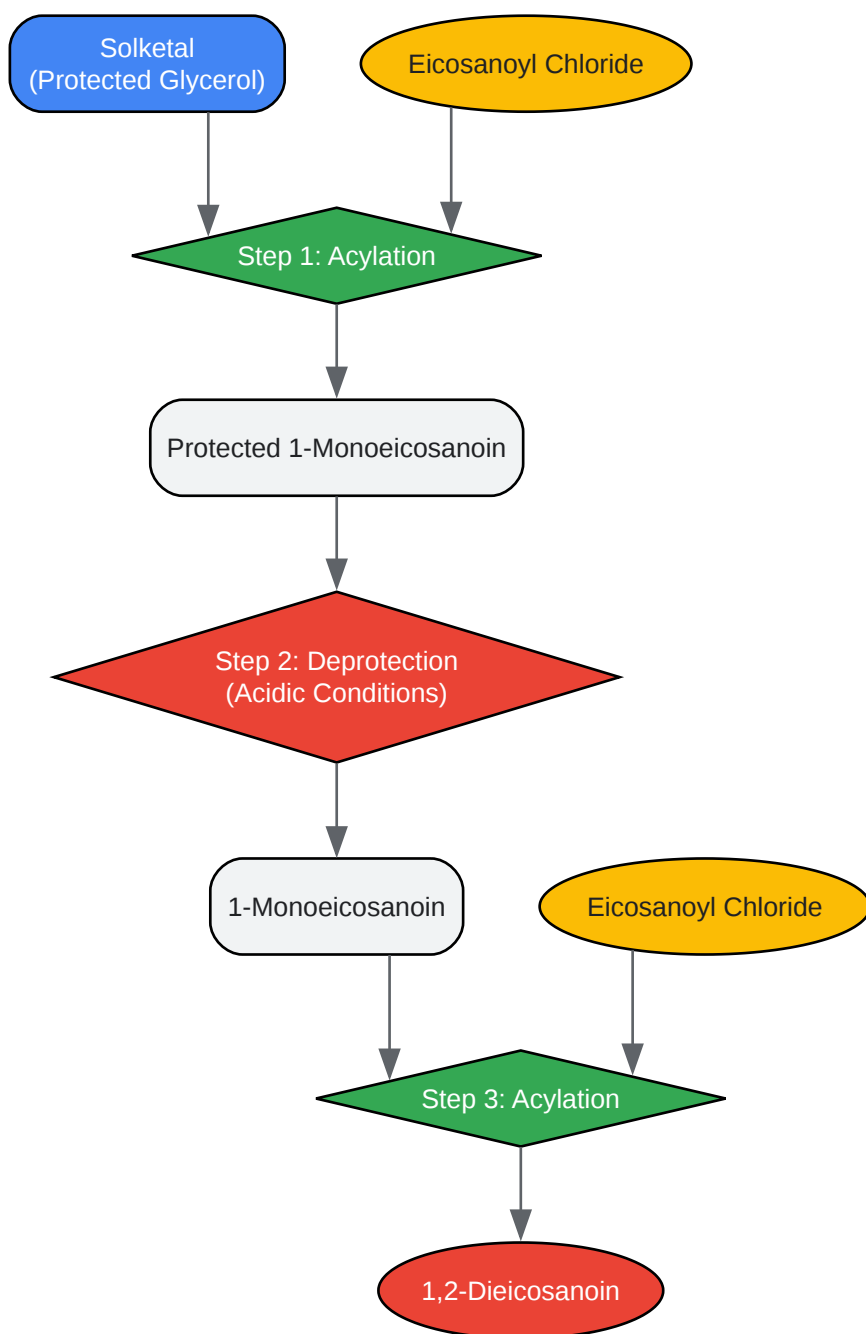 Solketal
(Protected Glycerol)
Eicosanoyl Chloride
Step 1: Acylation
Protected 1-Monoeicosanoin
Step 2: Deprotection
(Acidic Conditions)
1-Monoeicosanoin
Eicosanoyl Chloride
Step 3: Acylation
1,2-Dieicosanoin